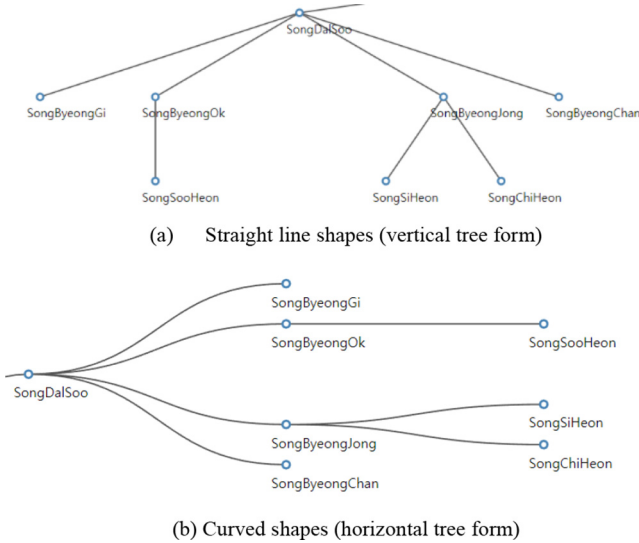 SongDalSoo
SongByeongGi SongByeongOk SongByeongJong SongByeongChan
SongSooHeon SongSiHeon SongChiHeon
(a) Straight line shapes (vertical tree form)
SongByeongGi
SongByeongOk SongSooHeon
SongDalSoo
SongSiHeon
SongByeongJong
SongChiHeon
SongByeongChan
(b) Curved shapes (horizontal tree form)